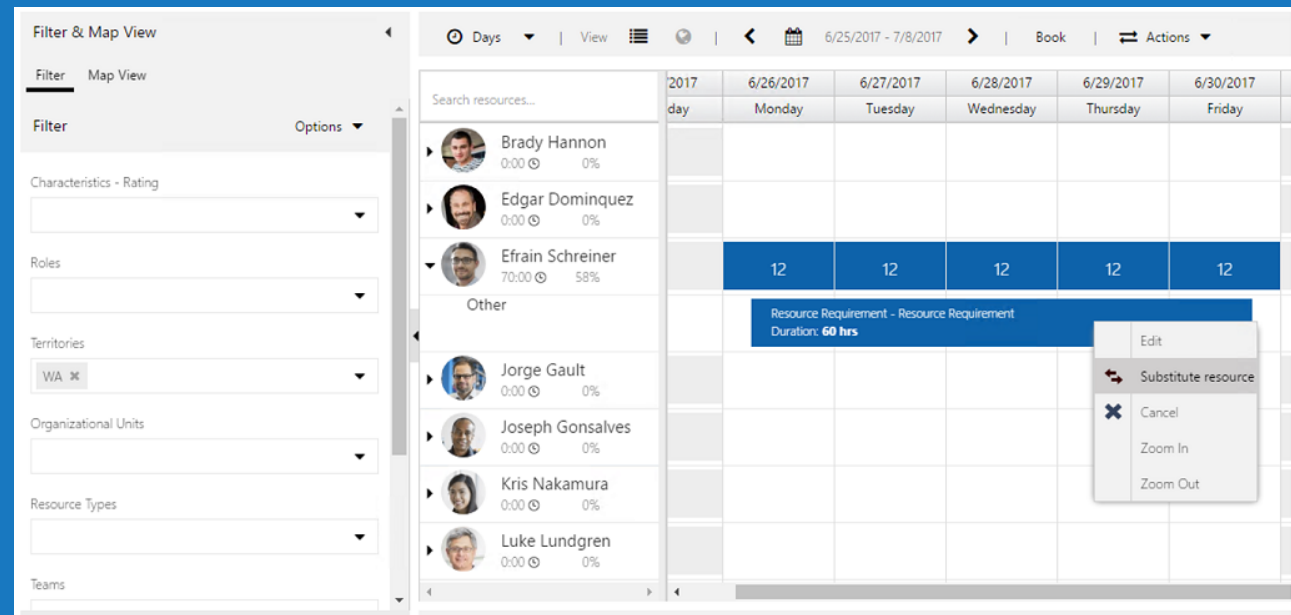 Filter & Map View
Filter Map View
Filter Options
Characteristics - Rating
Roles
Territories
WA
Organizational Units
Resource Types
Teams
Days | View | 6/25/2017 - 7/8/2017 | Book | Actions
Search resources...
/2017 6/26/2017 6/27/2017 6/28/2017 6/29/2017 6/30/2017
day Monday Tuesday Wednesday Thursday Friday
Brady Hannon
0:00 0%
Edgar Dominquez
0:00 0%
Efrain Schreiner
70:00 58%
12 12 12 12 12
Other
Resource Requirement - Resource Requirement
Duration: 60 hrs
Edit
Substitute resource
Cancel
Zoom In
Zoom Out
Jorge Gault
0:00 0%
Joseph Gonsalves
0:00 0%
Kris Nakamura
0:00 0%
Luke Lundgren
0:00 0%